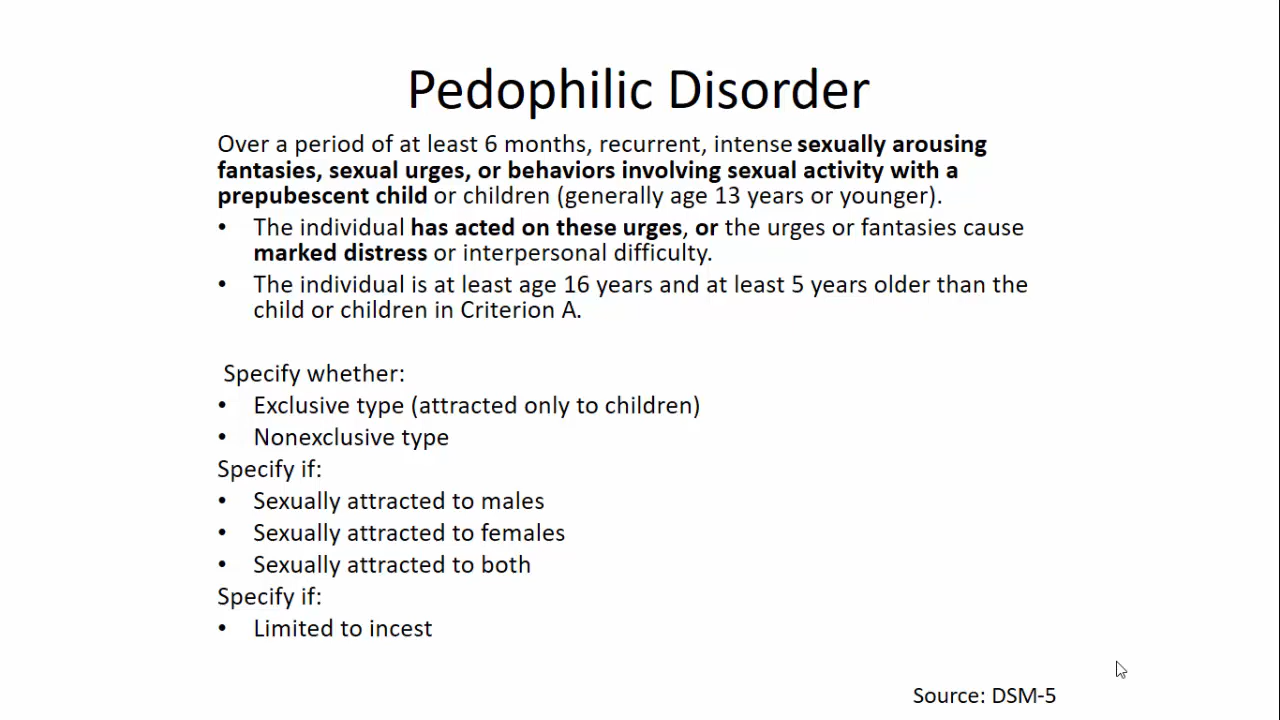 Pedophilic Disorder
Over a period of at least 6 months, recurrent, intense sexually arousing
fantasies, sexual urges, or behaviors involving sexual activity with a
prepubescent child or children (generally age 13 years or younger).
• The individual has acted on these urges, or the urges or fantasies cause
marked distress or interpersonal difficulty.
• The individual is at least age 16 years and at least 5 years older than the
child or children in Criterion A.
Specify whether:
• Exclusive type (attracted only to children)
• Nonexclusive type
Specify if:
• Sexually attracted to males
• Sexually attracted to females
• Sexually attracted to both
Specify if:
• Limited to incest
Source: DSM-5